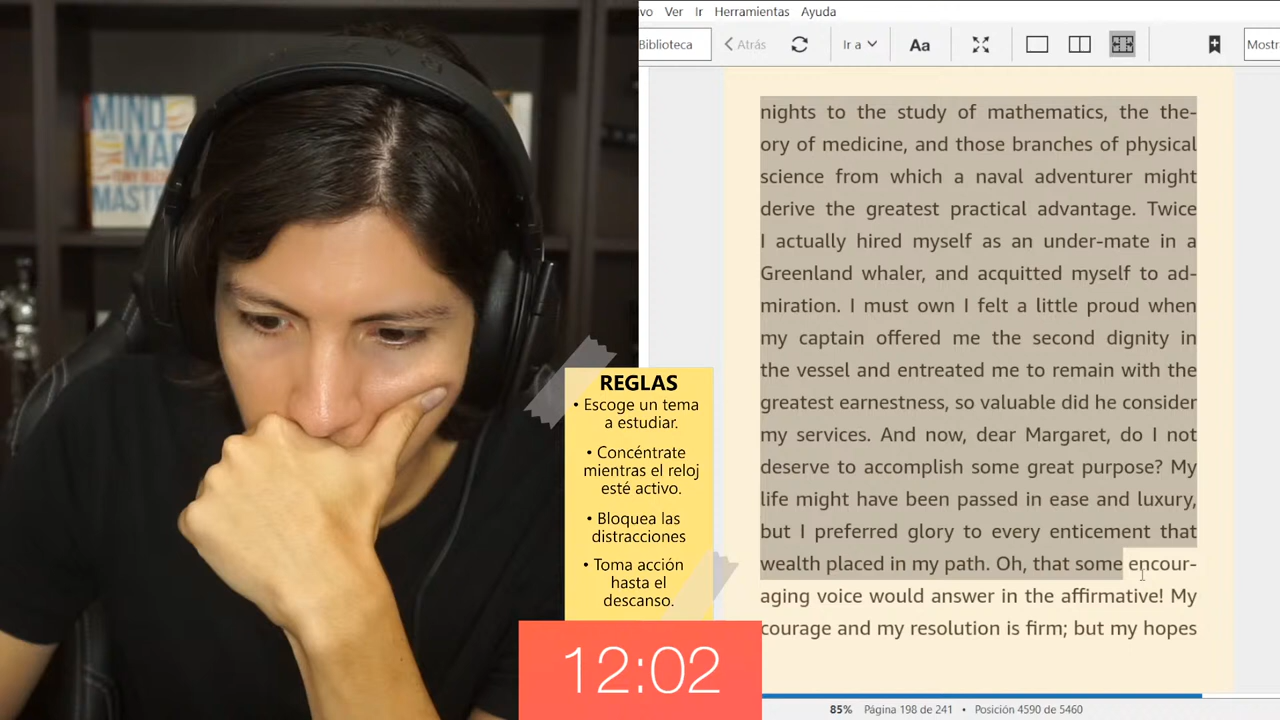 MIND
MAP
MASTE
vo Ver Ir Herramientas Ayuda
Biblioteca Atrás Ir a Aa Mostr
nights to the study of mathematics, the the-
ory of medicine, and those branches of physical
science from which a naval adventurer might
derive the greatest practical advantage. Twice
I actually hired myself as an under-mate in a
Greenland whaler, and acquitted myself to ad-
miration. I must own I felt a little proud when
my captain offered me the second dignity in
the vessel and entreated me to remain with the
greatest earnestness, so valuable did he consider
my services. And now, dear Margaret, do I not
deserve to accomplish some great purpose? My
life might have been passed in ease and luxury,
but I preferred glory to every enticement that
wealth placed in my path. Oh, that some encour-
aging voice would answer in the affirmative! My
courage and my resolution is firm; but my hopes
85% Página 198 de 241 • Posición 4590 de 5460
REGLAS
• Escoge un tema
a estudiar.
• Concéntrate
mientras el reloj
esté activo.
• Bloquea las
distracciones
• Toma acción
hasta el
descanso.
12:02